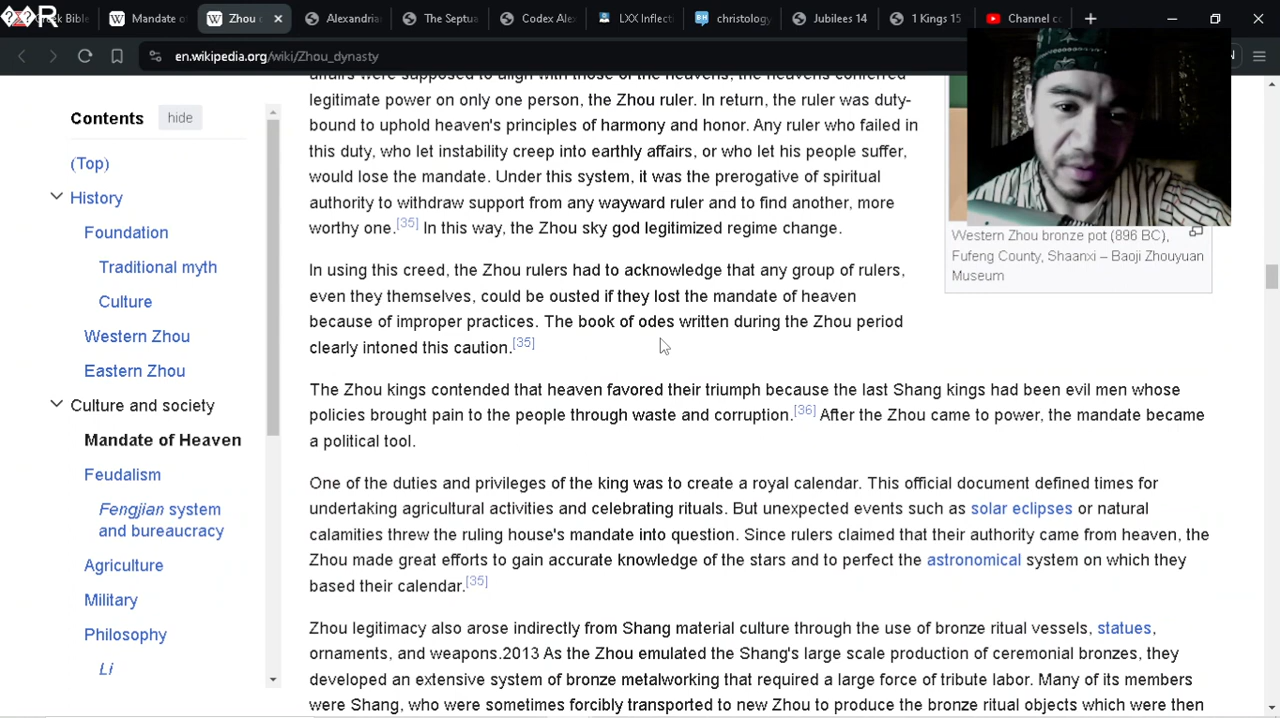 R
Greek Bible
Mandate of
Zhou d
Alexandria
The
Codex Ale
LXX Inflecti
christology
Jubilees 14
1 Kings 15
Channel c
en.wikipedia.org/wiki/Zhou_dynasty
Contents
hide
(Top)
History
Foundation
Traditional myth
Culture
Western Zhou
Eastern Zhou
Culture and society
Mandate of Heaven
Feudalism
Fengjian system
and bureaucracy
Agriculture
Military
Philosophy
Li
affairs were supposed to align with those of the heavens, the heavens conferred
legitimate power on only one person, the Zhou ruler. In return, the ruler was duty-
bound to uphold heaven's principles of harmony and honor. Any ruler who failed in
this duty, who let instability creep into earthly affairs, or who let his people suffer,
would lose the mandate. Under this system, it was the prerogative of spiritual
authority to withdraw support from any wayward ruler and to find another, more
worthy one.[35] In this way, the Zhou sky god legitimized regime change.
In using this creed, the Zhou rulers had to acknowledge that any group of rulers,
even they themselves, could be ousted if they lost the mandate of heaven
because of improper practices. The book of odes written during the Zhou period
clearly intoned this caution.[35]
The Zhou kings contended that heaven favored their triumph because the last Shang kings had been evil men whose
policies brought pain to the people through waste and corruption.[36] After the Zhou came to power, the mandate became
a political tool.
One of the duties and privileges of the king was to create a royal calendar. This official document defined times for
undertaking agricultural activities and celebrating rituals. But unexpected events such as solar eclipses or natural
calamities threw the ruling house's mandate into question. Since rulers claimed that their authority came from heaven, the
Zhou made great efforts to gain accurate knowledge of the stars and to perfect the astronomical system on which they
based their calendar.[35]
Zhou legitimacy also arose indirectly from Shang material culture through the use of bronze ritual vessels, statues,
ornaments, and weapons.2013 As the Zhou emulated the Shang's large scale production of ceremonial bronzes, they
developed an extensive system of bronze metalworking that required a large force of tribute labor. Many of its members
were Shang, who were sometimes forcibly transported to new Zhou to produce the bronze ritual objects which were then
Western Zhou bronze pot (896 BC),
Fufeng County, Shaanxi – Baoji Zhouyuan
Museum